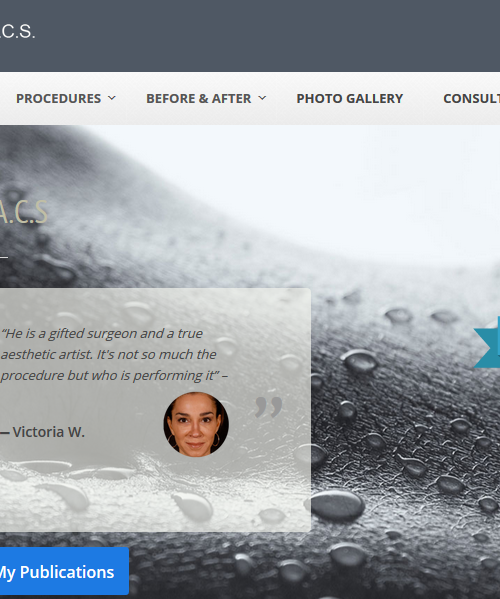 .C.S.
PROCEDURES BEFORE & AFTER PHOTO GALLERY CONSULT
A.C.S
“He is a gifted surgeon and a true
aesthetic artist. It's not so much the
procedure but who is performing it” –
”
– Victoria W.
My Publications